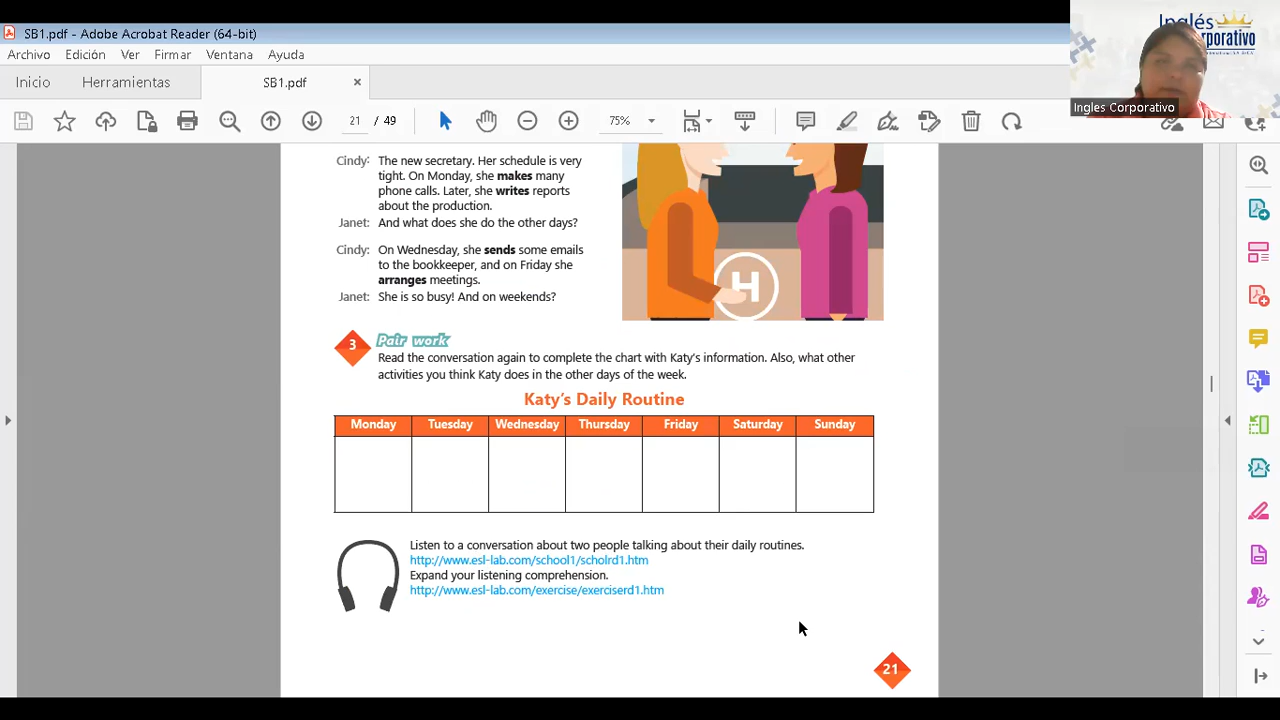 SB1.pdf - Adobe Acrobat Reader (64-bit)
Archivo Edición Ver Firmar Ventana Ayuda
Inicio Herramientas SB1.pdf ×
21 / 49 75%
Inglés
Corporativo
Ingles Corporativo
Cindy: The new secretary. Her schedule is very
tight. On Monday, she makes many
phone calls. Later, she writes reports
about the production.
Janet: And what does she do the other days?
Cindy: On Wednesday, she sends some emails
to the bookkeeper, and on Friday she
arranges meetings.
Janet: She is so busy! And on weekends?
H
3 Pair work
Read the conversation again to complete the chart with Katy's information. Also, what other
activities you think Katy does in the other days of the week.
Katy's Daily Routine
Monday Tuesday Wednesday Thursday Friday Saturday Sunday
Listen to a conversation about two people talking about their daily routines.
http://www.esl-lab.com/school1/scholrd1.htm
Expand your listening comprehension.
http://www.esl-lab.com/exercise/exerciserd1.htm
21